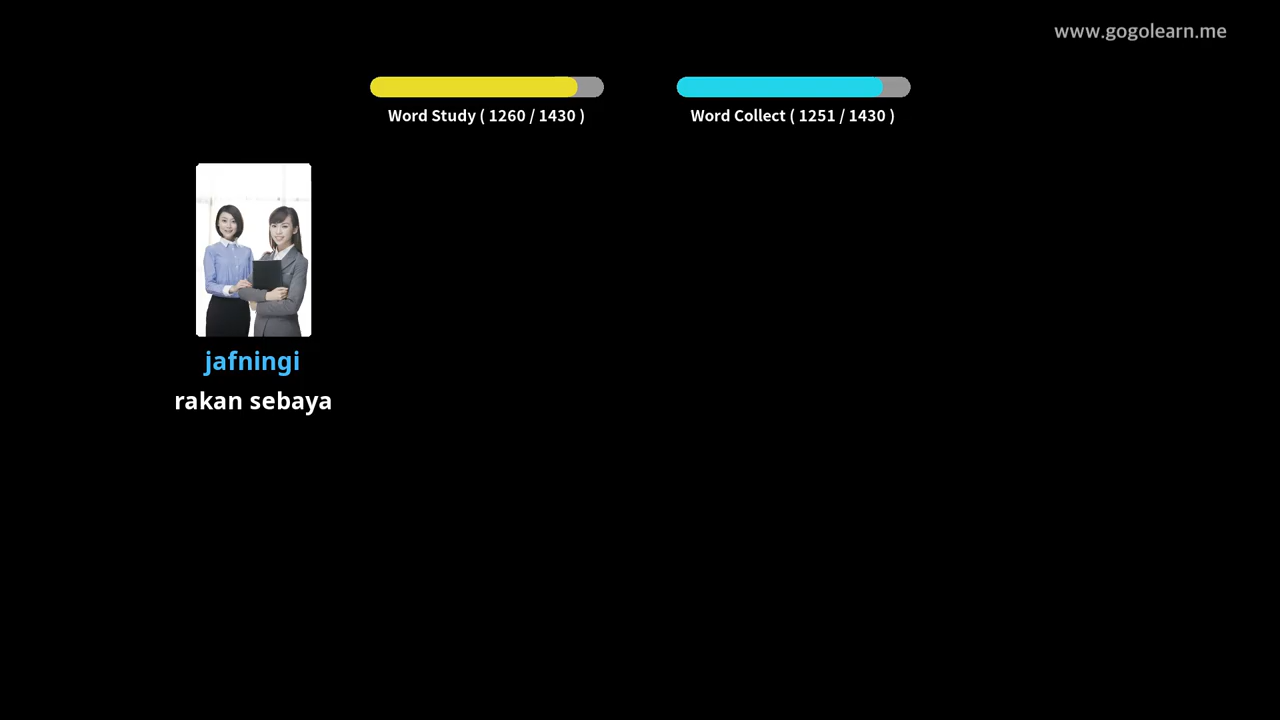 www.gogolearn.me
Word Study ( 1260 / 1430 )
Word Collect ( 1251 / 1430 )
jafningi
rakan sebaya